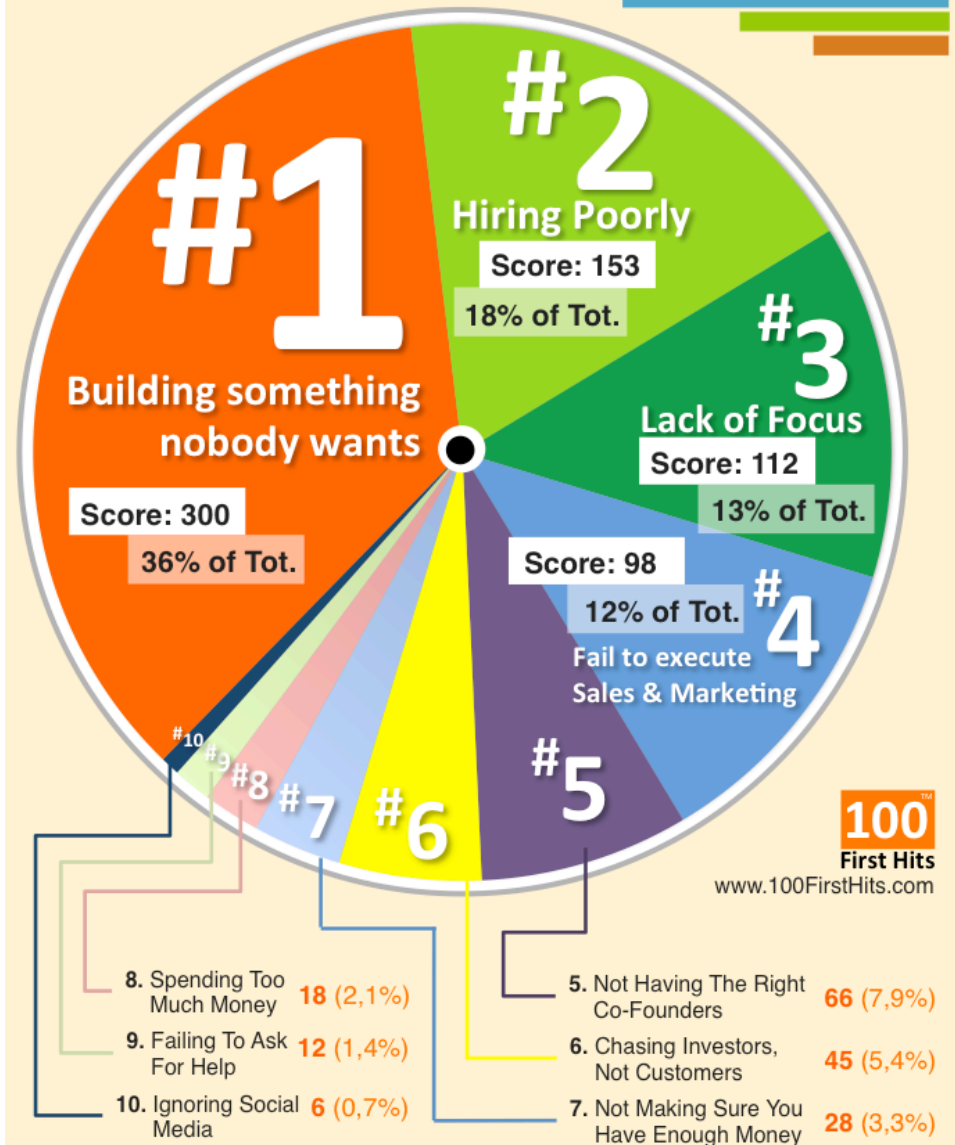 #1
Building something
nobody wants
Score: 300
36% of Tot.
#2
Hiring Poorly
Score: 153
18% of Tot.
#3
Lack of Focus
Score: 112
13% of Tot.
Score: 98
12% of Tot.
#4
Fail to execute
Sales & Marketing
#5
#6
#7
#8
#9
#10
100™
First Hits
www.100FirstHits.com
8. Spending Too
Much Money 18 (2,1%)
9. Failing To Ask
For Help 12 (1,4%)
10. Ignoring Social
Media 6 (0,7%)
5. Not Having The Right
Co-Founders 66 (7,9%)
6. Chasing Investors,
Not Customers 45 (5,4%)
7. Not Making Sure You
Have Enough Money 28 (3,3%)